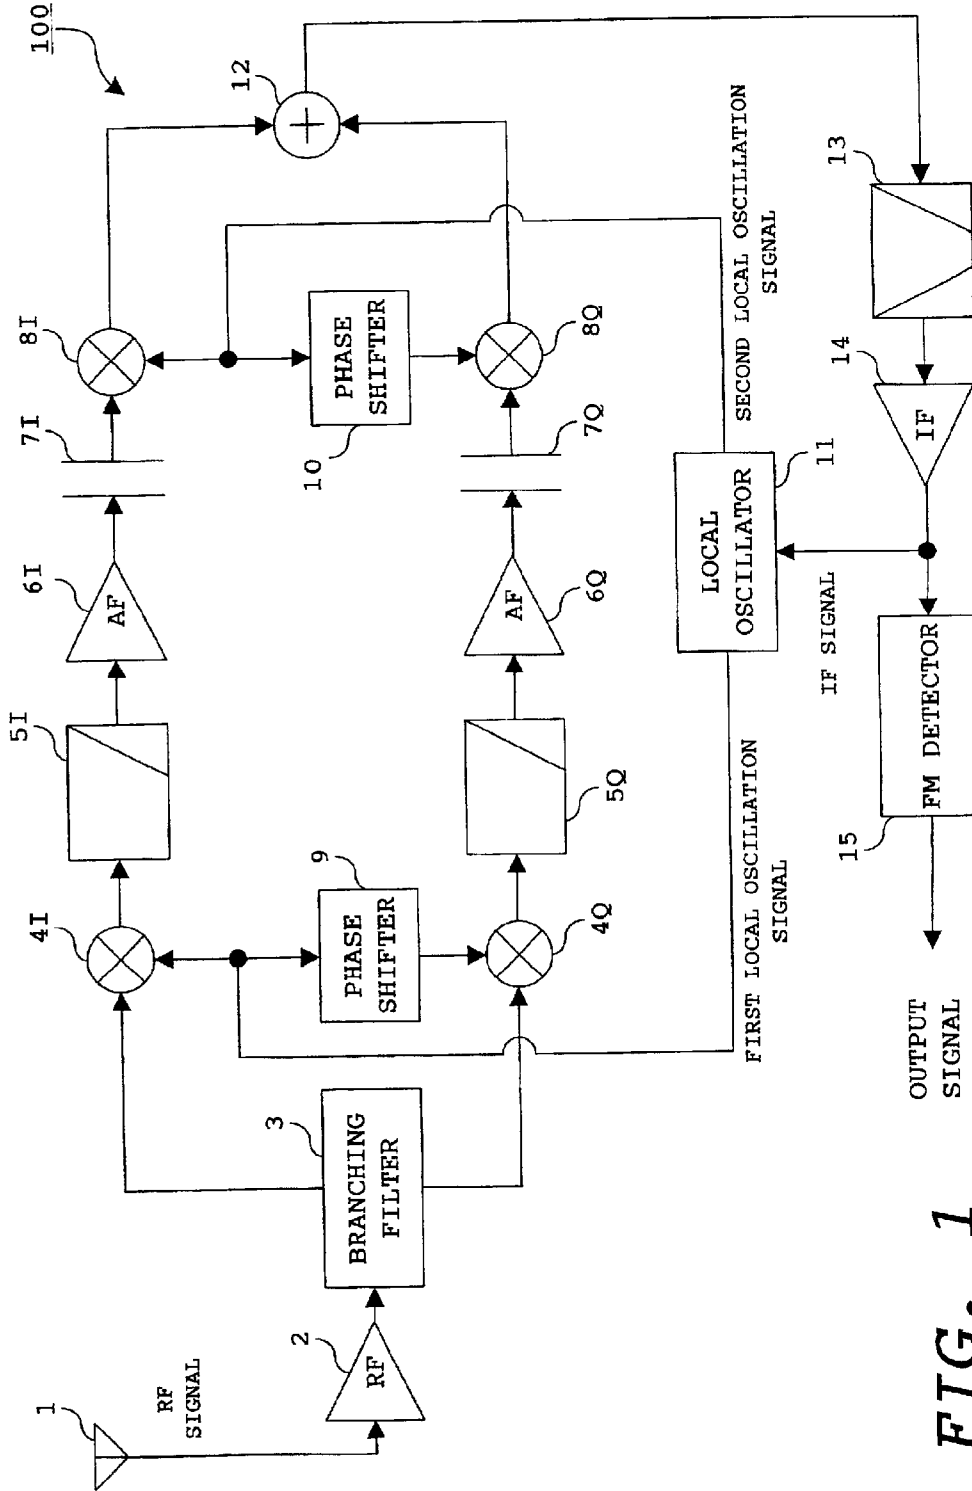 100
1
RF
SIGNAL
2
RF
3
BRANCHING
FILTER
4I
4Q
9
PHASE
SHIFTER
5I
5Q
6I
AF
6Q
AF
7I
7Q
8I
8Q
10
PHASE
SHIFTER
12
+
FIRST LOCAL OSCILLATION
SIGNAL
11
LOCAL
OSCILLATOR
SECOND LOCAL OSCILLATION
SIGNAL
13
14
IF
IF SIGNAL
15
FM DETECTOR
OUTPUT
SIGNAL
FIG. 1